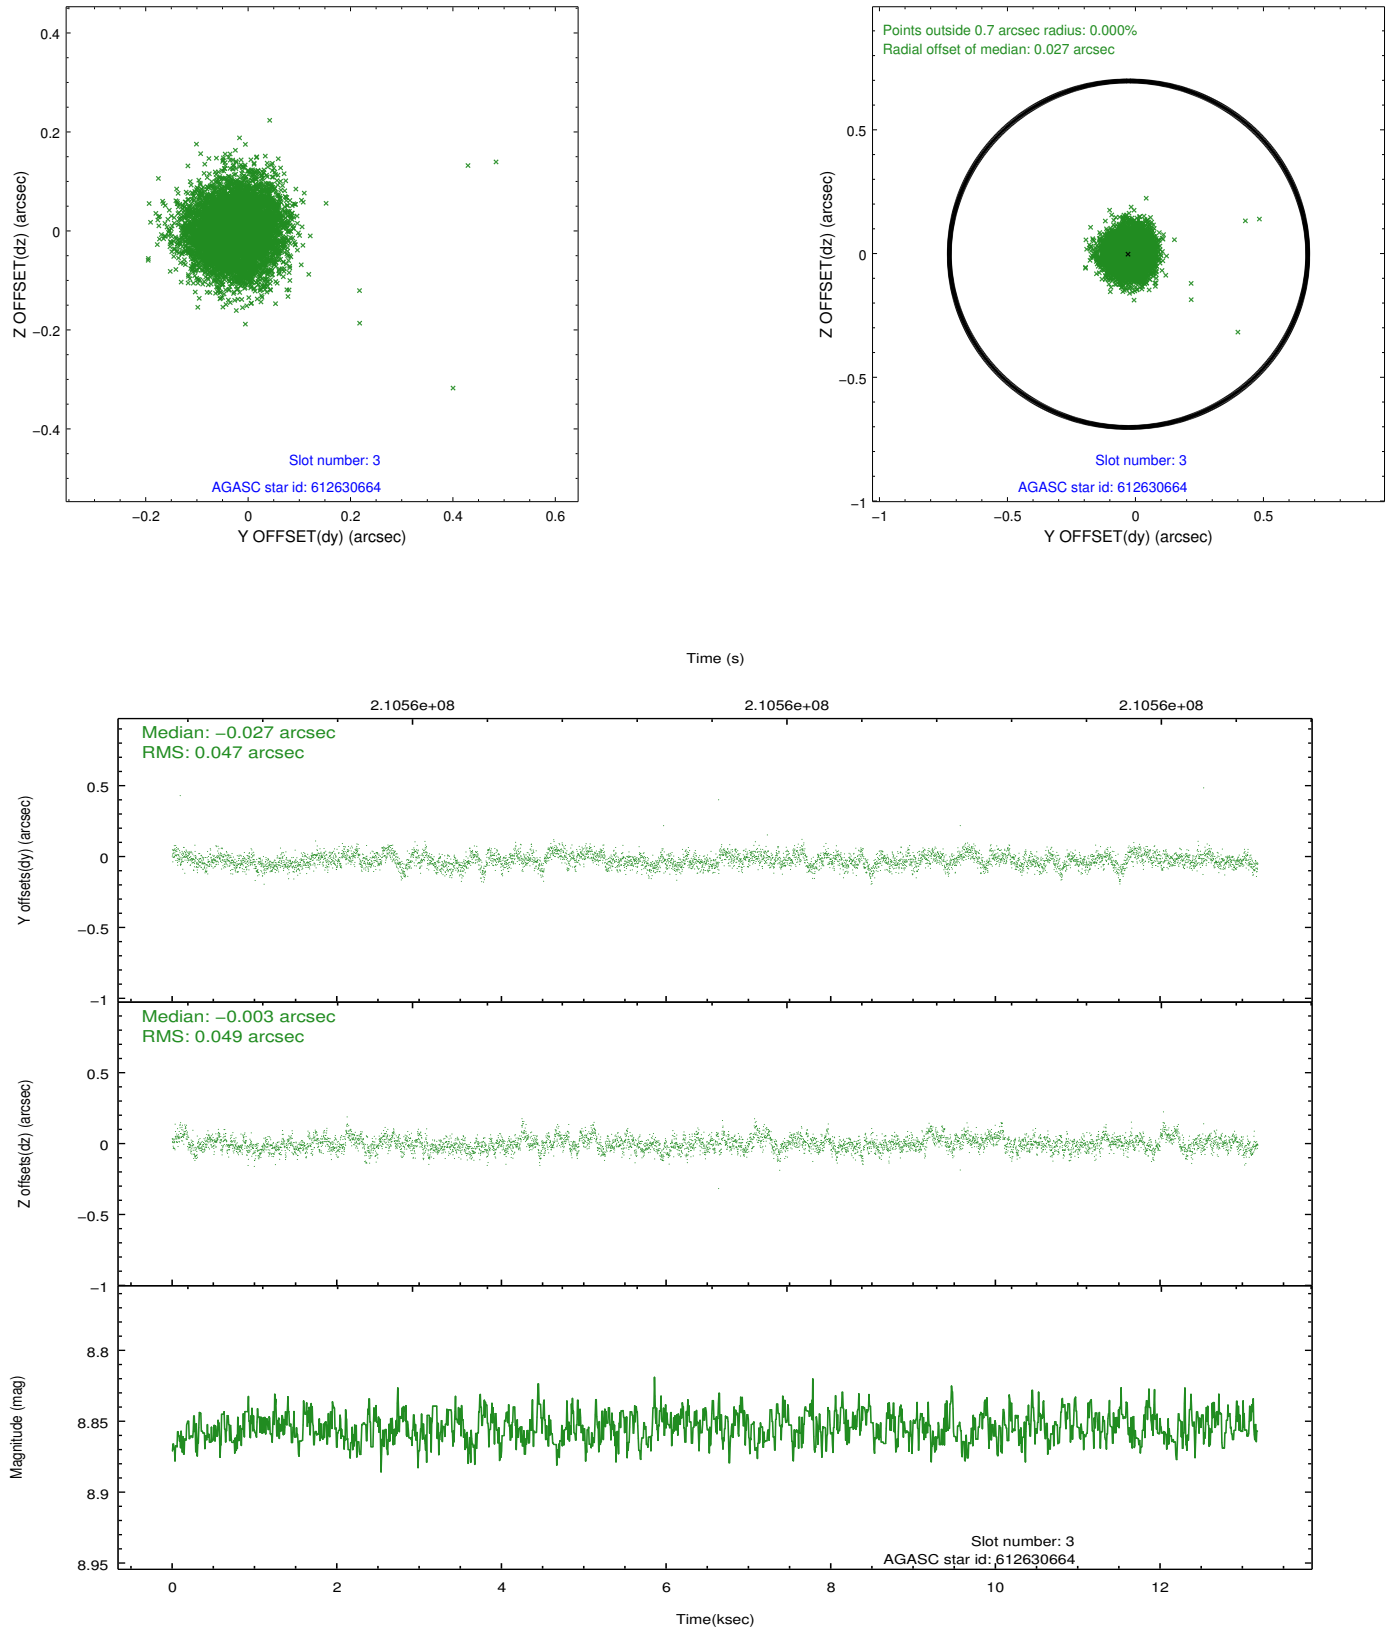 0.4
0.2
0
−0.2
−0.4
Z OFFSET(dz) (arcsec)
Slot number: 3
AGASC star id: 612630664
−0.2 0 0.2 0.4 0.6
Y OFFSET(dy) (arcsec)
Points outside 0.7 arcsec radius: 0.000%
Radial offset of median: 0.027 arcsec
0.5
0
−0.5
−1
Z OFFSET(dz) (arcsec)
Slot number: 3
AGASC star id: 612630664
−1 −0.5 0 0.5
Y OFFSET(dy) (arcsec)
Time (s)
2.1056e+08 2.1056e+08 2.1056e+08
Median: −0.027 arcsec
RMS: 0.047 arcsec
0.5
0
−0.5
−1
Y offsets(dy) (arcsec)
Median: −0.003 arcsec
RMS: 0.049 arcsec
0.5
0
−0.5
−1
Z offsets(dz) (arcsec)
8.8
8.85
8.9
8.95
Magnitude (mag)
Slot number: 3
AGASC star id: 612630664
0 2 4 6 8 10 12
Time(ksec)